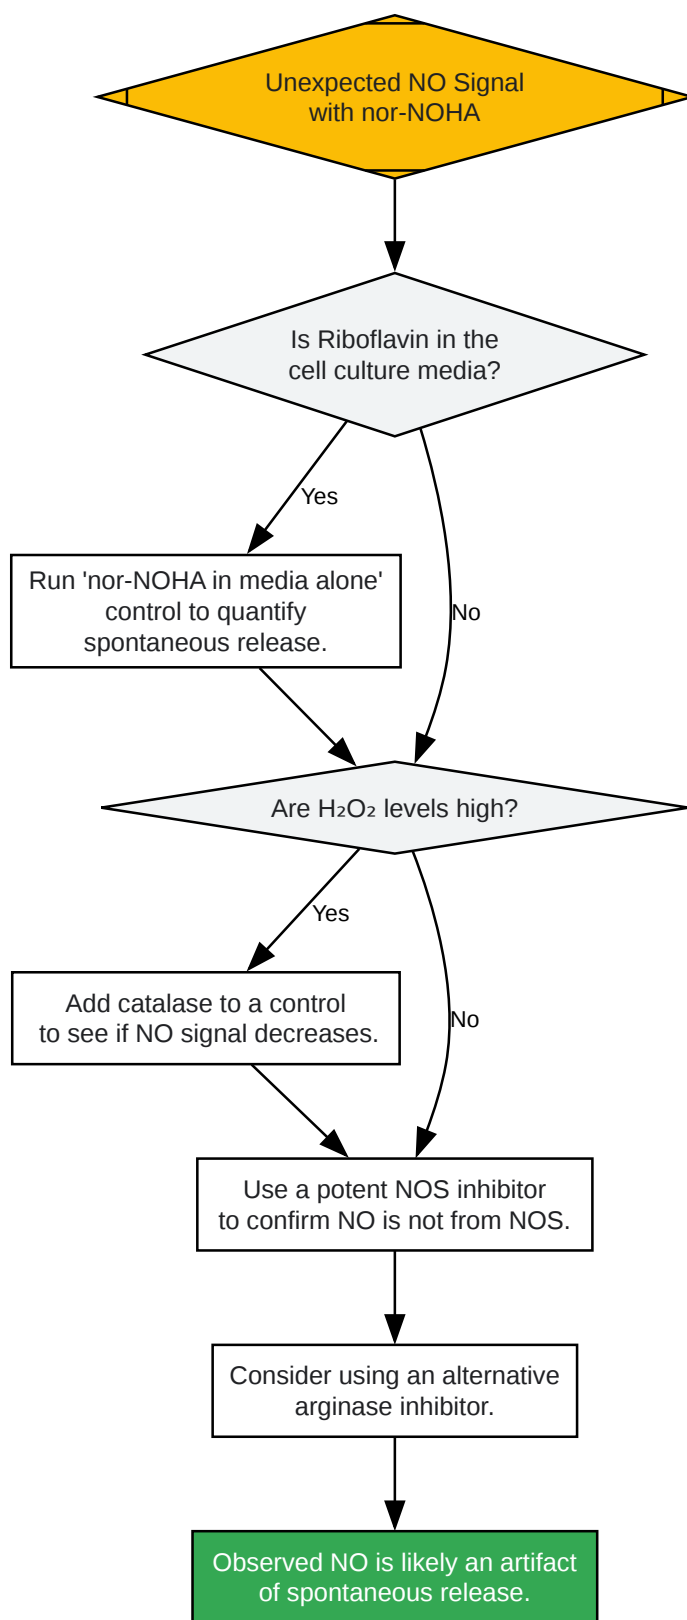 Unexpected NO Signal
with nor-NOHA
Is Riboflavin in the
cell culture media?
Yes
No
Run 'nor-NOHA in media alone'
control to quantify
spontaneous release.
Are H₂O₂ levels high?
Yes
No
Add catalase to a control
to see if NO signal decreases.
Use a potent NOS inhibitor
to confirm NO is not from NOS.
Consider using an alternative
arginase inhibitor.
Observed NO is likely an artifact
of spontaneous release.